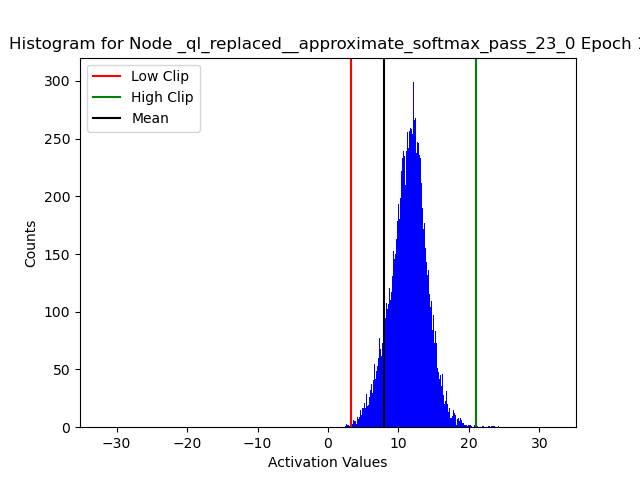 Histogram for Node _ql_replaced__approximate_softmax_pass_23_0 Epoch
Low Clip
High Clip
Mean
300
250
200
150
100
50
0
Counts
−30 −20 −10 0 10 20 30
Activation Values